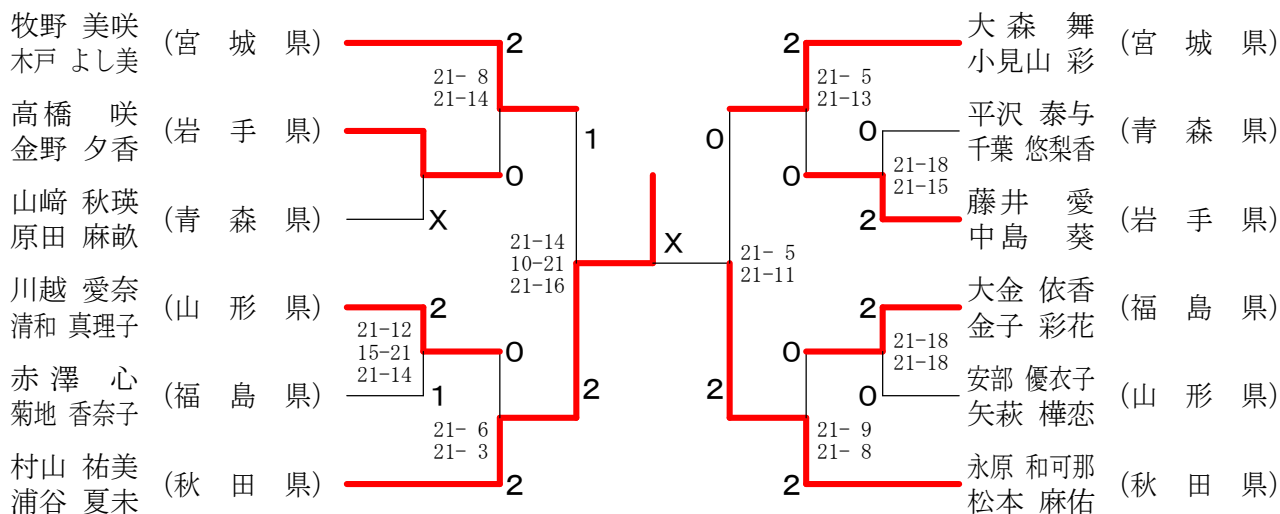 牧野 美咲
木戸 よし美
(宮 城 県)
2
21- 8
21-14
高橋 咲
金野 夕香
(岩 手 県)
0
山﨑 秋瑛
原田 麻畝
(青 森 県)
X
1
21-14
10-21
21-16
川越 愛奈
清和 真理子
(山 形 県)
2
21-12
15-21
21-14
0
赤澤 心
菊地 香奈子
(福 島 県)
1
21- 6
21- 3
2
村山 祐美
浦谷 夏未
(秋 田 県)
2
X
大森 舞
小見山 彩
(宮 城 県)
2
21- 5
21-13
0
平沢 泰与
千葉 悠梨香
(青 森 県)
0
21-18
21-15
0
藤井 愛
中島 葵
(岩 手 県)
2
21- 5
21-11
大金 依香
金子 彩花
(福 島 県)
2
21-18
21-18
0
安部 優衣子
矢萩 樺恋
(山 形 県)
0
2
21- 9
21- 8
永原 和可那
松本 麻佑
(秋 田 県)
2